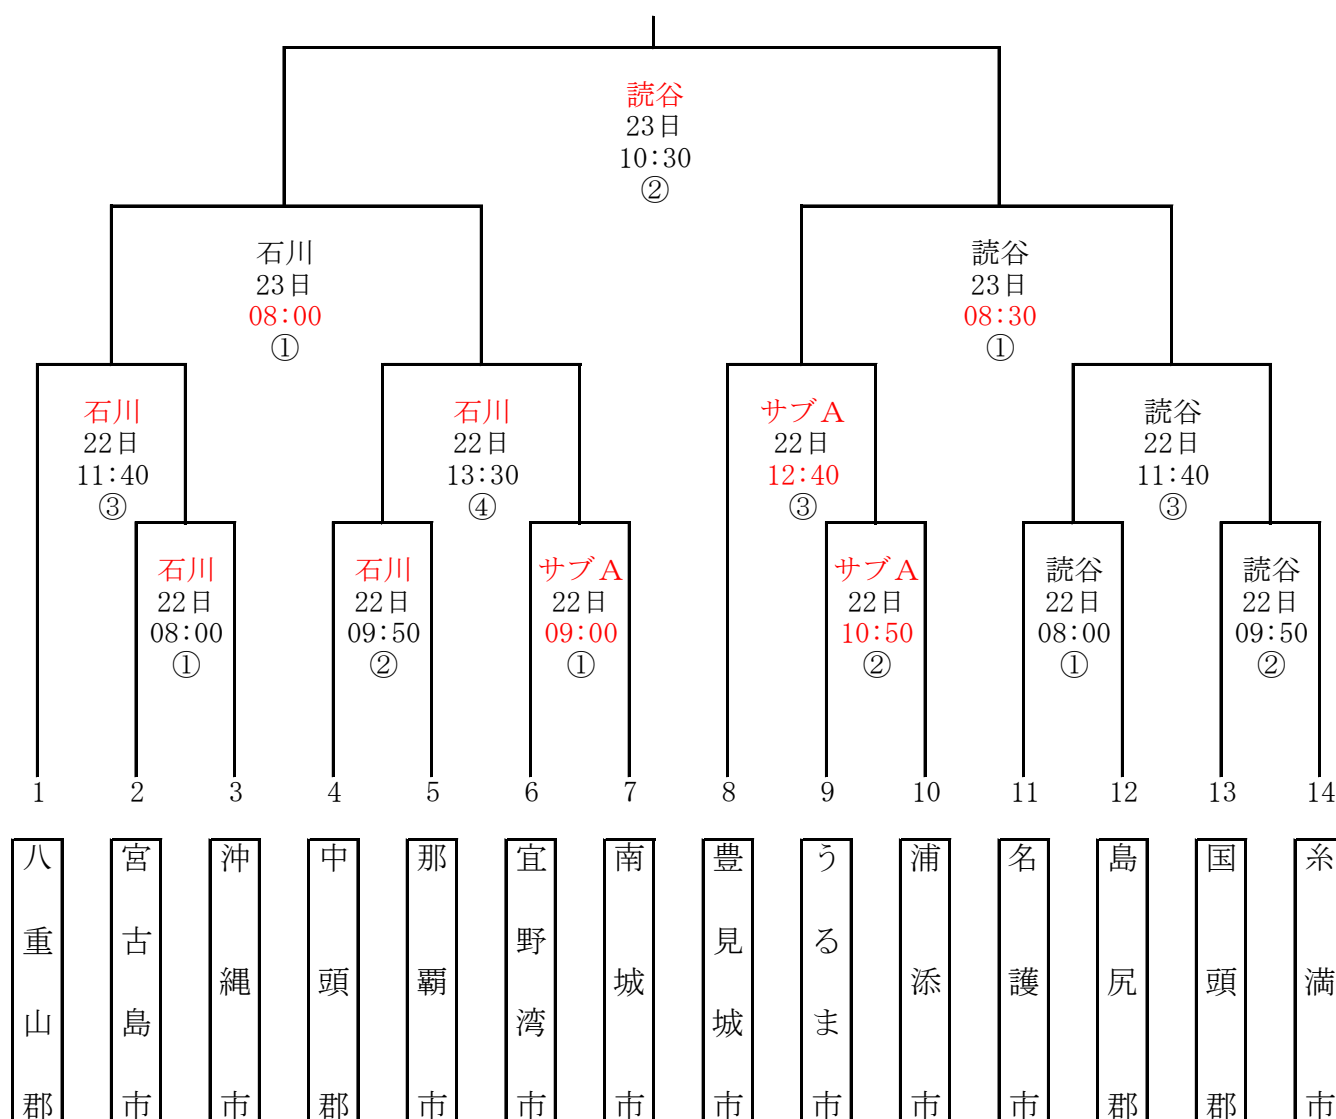 読谷
23日
10:30
②
石川
23日
08:00
①
読谷
23日
08:30
①
石川
22日
11:40
③
石川
22日
13:30
④
サブA
22日
12:40
③
読谷
22日
11:40
③
石川
22日
08:00
①
石川
22日
09:50
②
サブA
22日
09:00
①
サブA
22日
10:50
②
読谷
22日
08:00
①
読谷
22日
09:50
②
1 2 3 4 5 6 7 8 9 10 11 12 13 14
八重山郡
宮古島市
沖縄市
中頭郡
那覇市
宜野湾市
南城市
豊見城市
うるま市
浦添市
名護市
島尻郡
国頭郡
糸満市